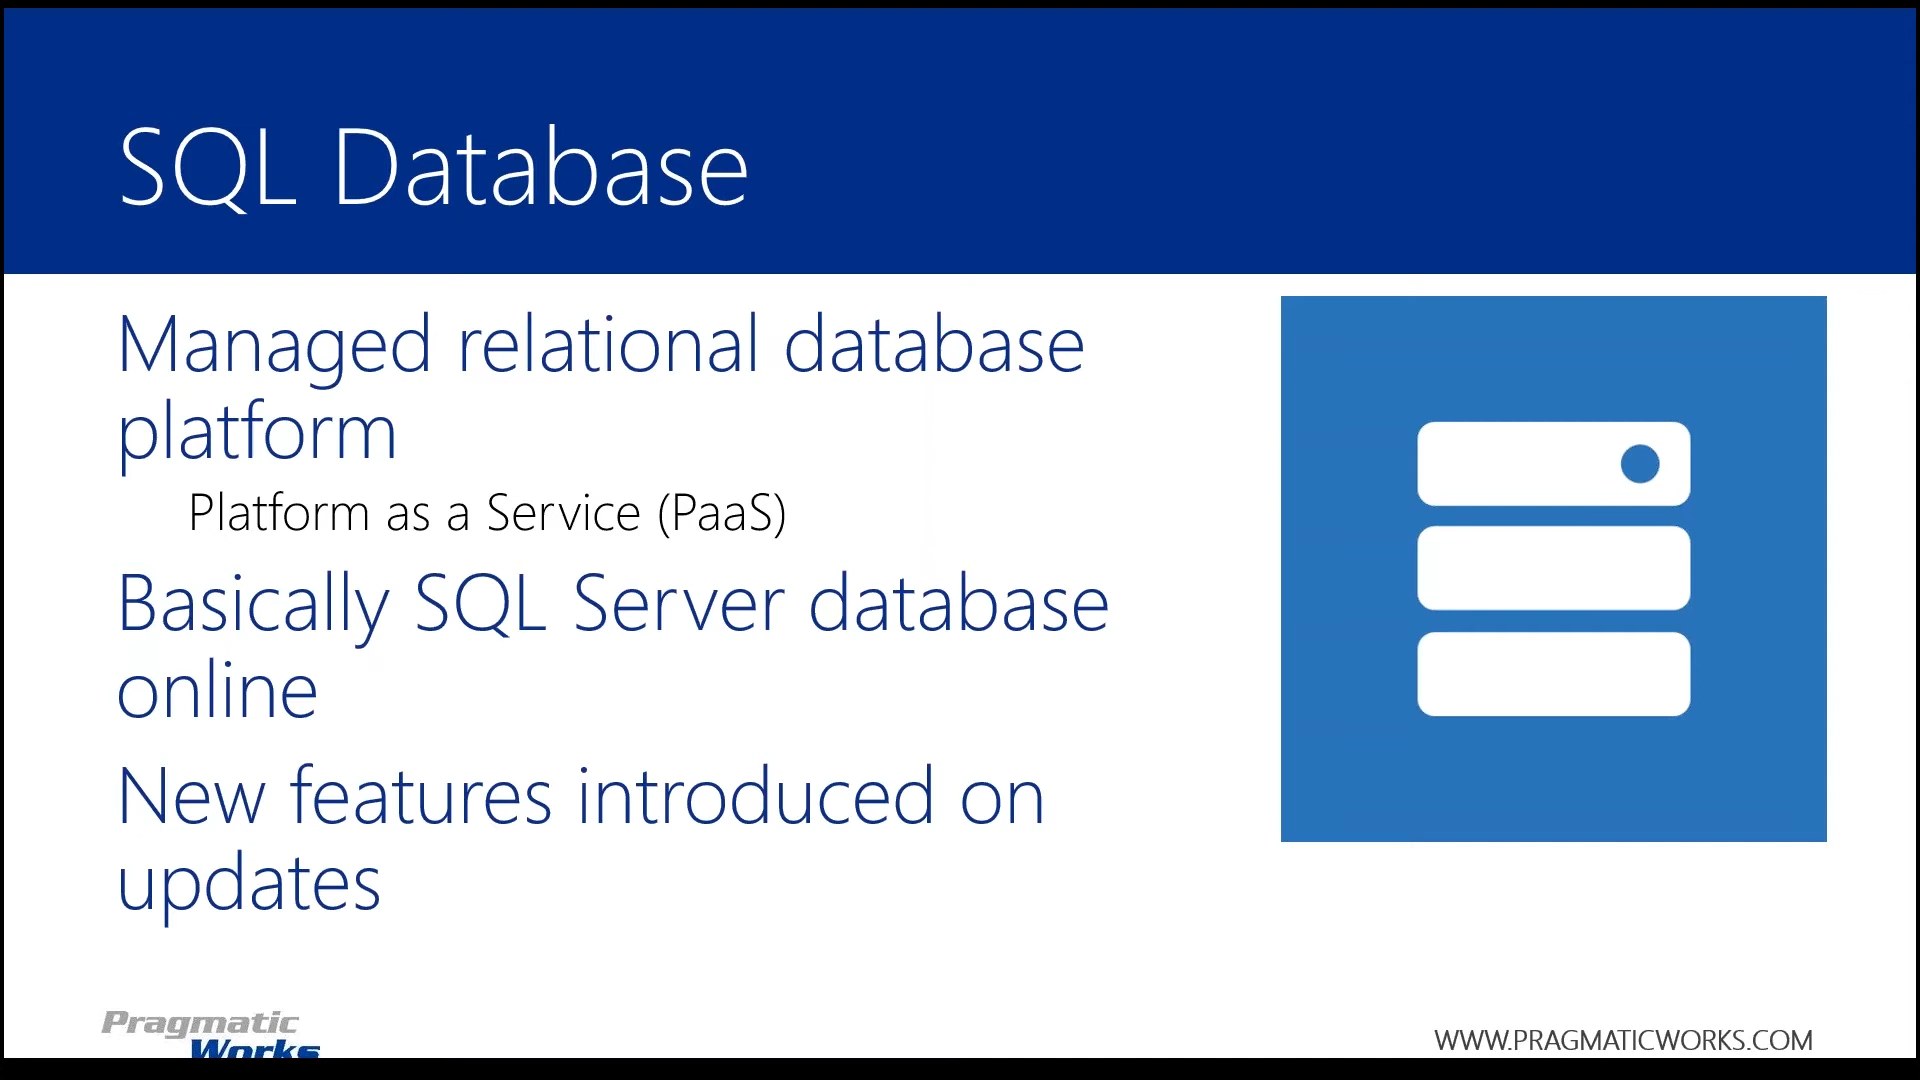 SQL Database
Managed relational database
platform
Platform as a Service (PaaS)
Basically SQL Server database
online
New features introduced on
updates
Pragmatic
Works
WWW.PRAGMATICWORKS.COM